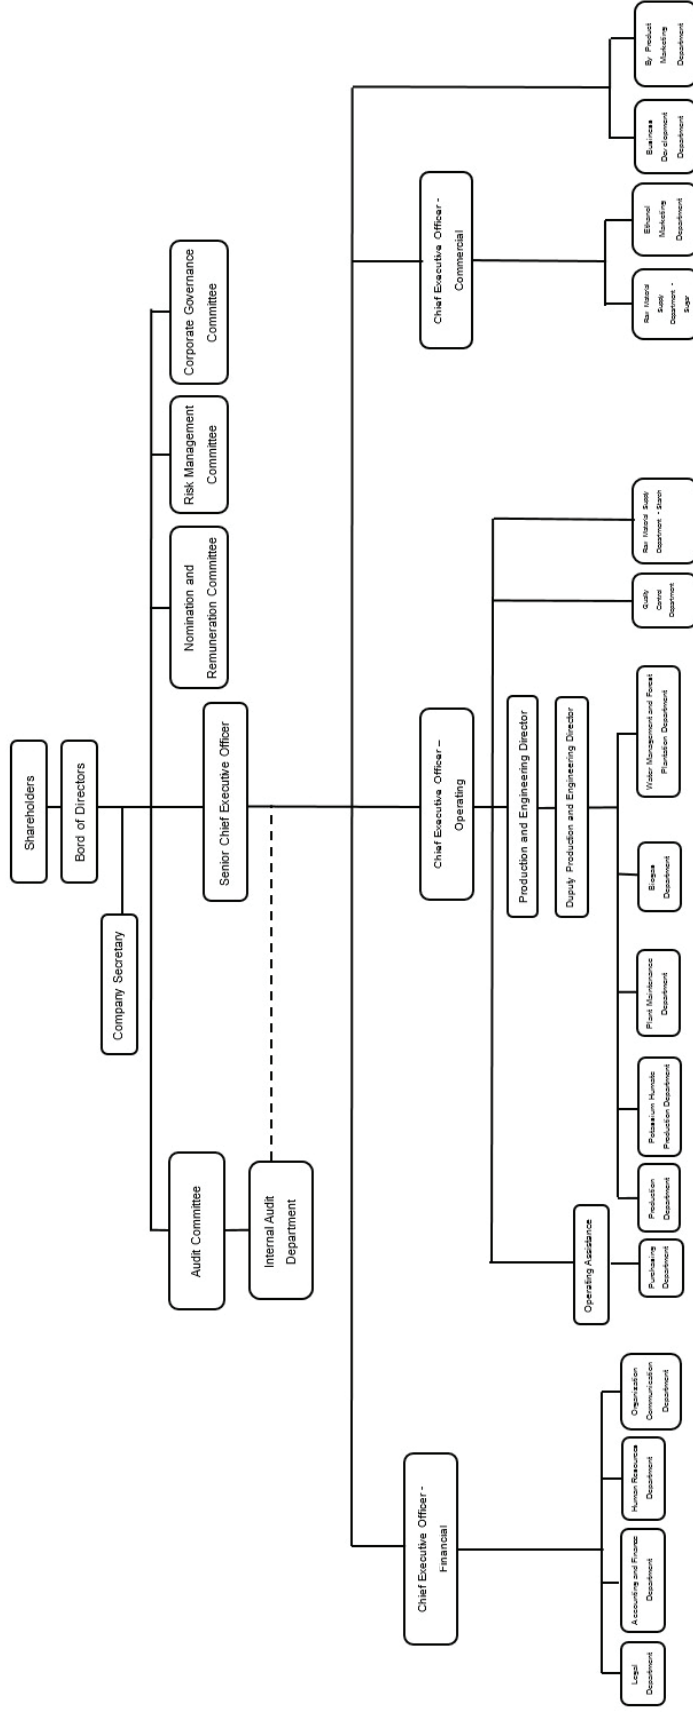 Shareholders
Bord of Directors
Company Secretary
Audit Committee
Nomination and
Remuneration Committee
Risk Management
Committee
Corporate Governance
Committee
Internal Audit
Department
Senior Chief Executive Officer
Chief Executive Officer -
Financial
Chief Executive Officer –
Operating
Chief Executive Officer -
Commercial
Production and Engineering Director
Duputy Production and Engineering Director
Operating Assistance
Legal
Department
Accounting and Finance
Department
Human Resources
Department
Organization
Communication
Department
Purchasing
Department
Production
Department
Potassium Humate
Production Department
Plant Maintenance
Department
Biogas
Department
Water Management and Forest
Plantation Department
Quality
Control
Department
Raw Material Supply
Department - Starch
Raw Material
Supply
Department -
Sugar
Ethanol
Marketing
Department
Business
Development
Department
By Product
Marketing
Department